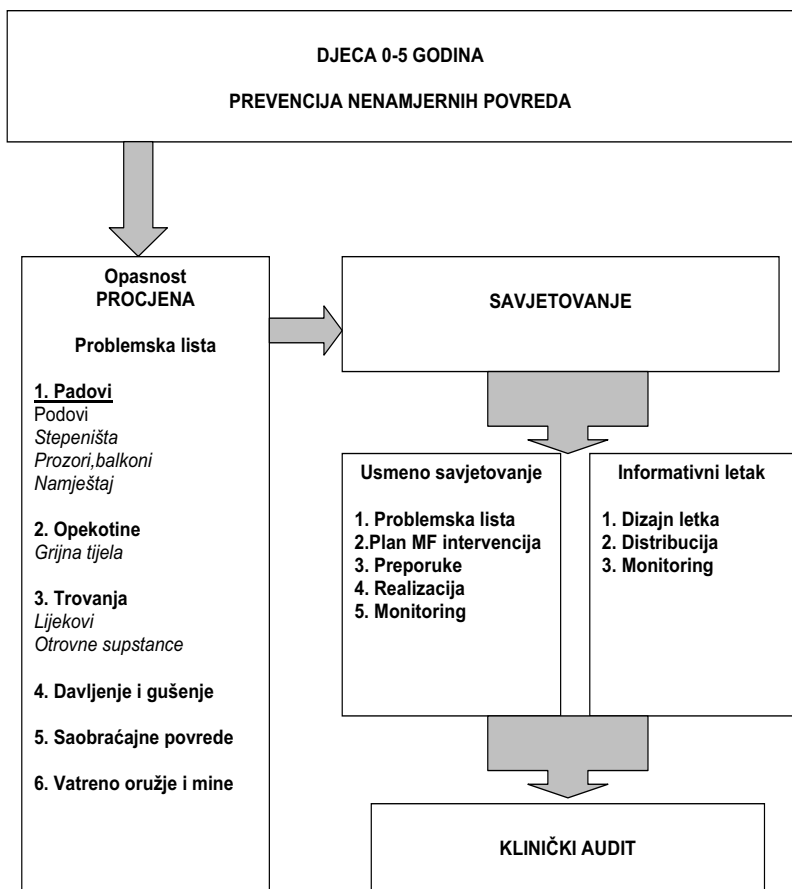 DJECA 0-5 GODINA
PREVENCIJA NENAMJERNIH POVREDA
Opasnost
PROCJENA
Problemska lista
1. Padovi
Podovi
Stepeništa
Prozori,balkoni
Namještaj
2. Opekotine
Grijna tijela
3. Trovanja
Lijekovi
Otrovne supstance
4. Davljenje i gušenje
5. Saobraćajne povrede
6. Vatreno oružje i mine
SAVJETOVANJE
Usmeno savjetovanje
1. Problemska lista
2.Plan MF intervencija
3. Preporuke
4. Realizacija
5. Monitoring
Informativni letak
1. Dizajn letka
2. Distribucija
3. Monitoring
KLINIČKI AUDIT